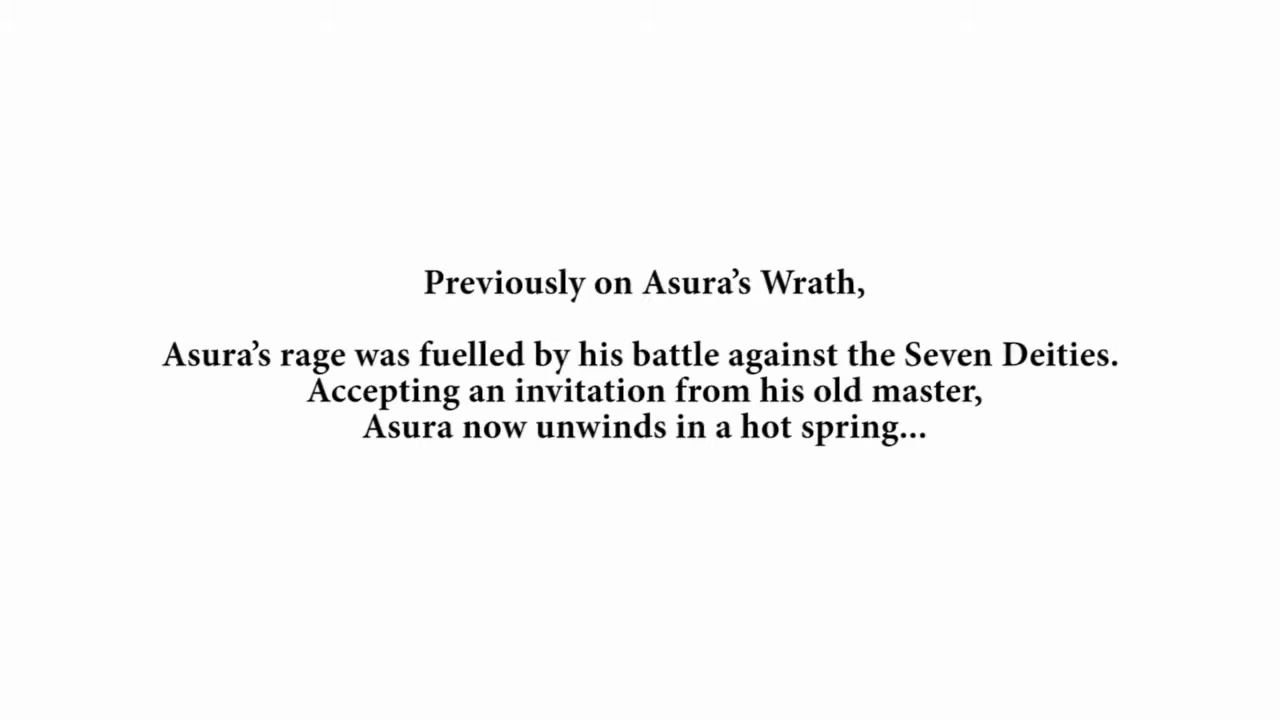 Previously on Asura’s Wrath,
Asura’s rage was fuelled by his battle against the Seven Deities.
Accepting an invitation from his old master,
Asura now unwinds in a hot spring...